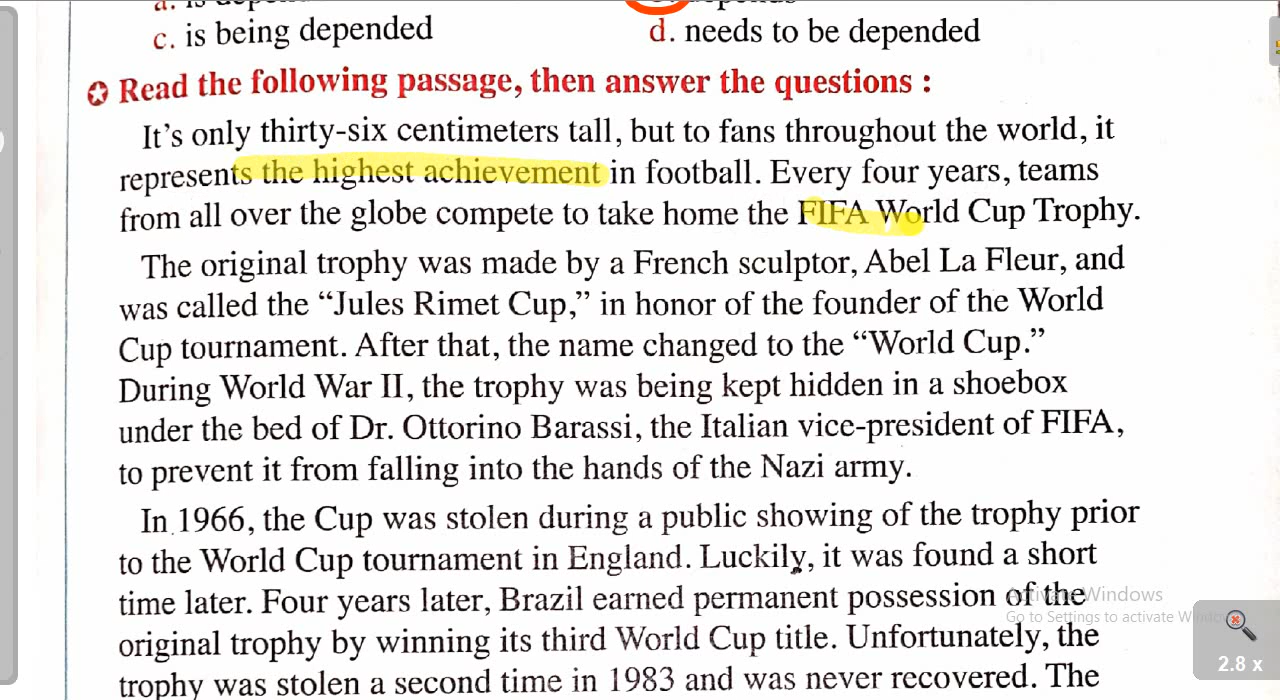 c. is being depended
d. needs to be depended
Read the following passage, then answer the questions :
It's only thirty-six centimeters tall, but to fans throughout the world, it
represents the highest achievement in football. Every four years, teams
from all over the globe compete to take home the FIFA World Cup Trophy.
The original trophy was made by a French sculptor, Abel La Fleur, and
was called the “Jules Rimet Cup,” in honor of the founder of the World
Cup tournament. After that, the name changed to the “World Cup.”
During World War II, the trophy was being kept hidden in a shoebox
under the bed of Dr. Ottorino Barassi, the Italian vice-president of FIFA,
to prevent it from falling into the hands of the Nazi army.
In 1966, the Cup was stolen during a public showing of the trophy prior
to the World Cup tournament in England. Luckily, it was found a short
time later. Four years later, Brazil earned permanent possession of the
original trophy by winning its third World Cup title. Unfortunately, the
trophy was stolen a second time in 1983 and was never recovered. The
Activate Windows
Go to Settings to activate
2.8 x